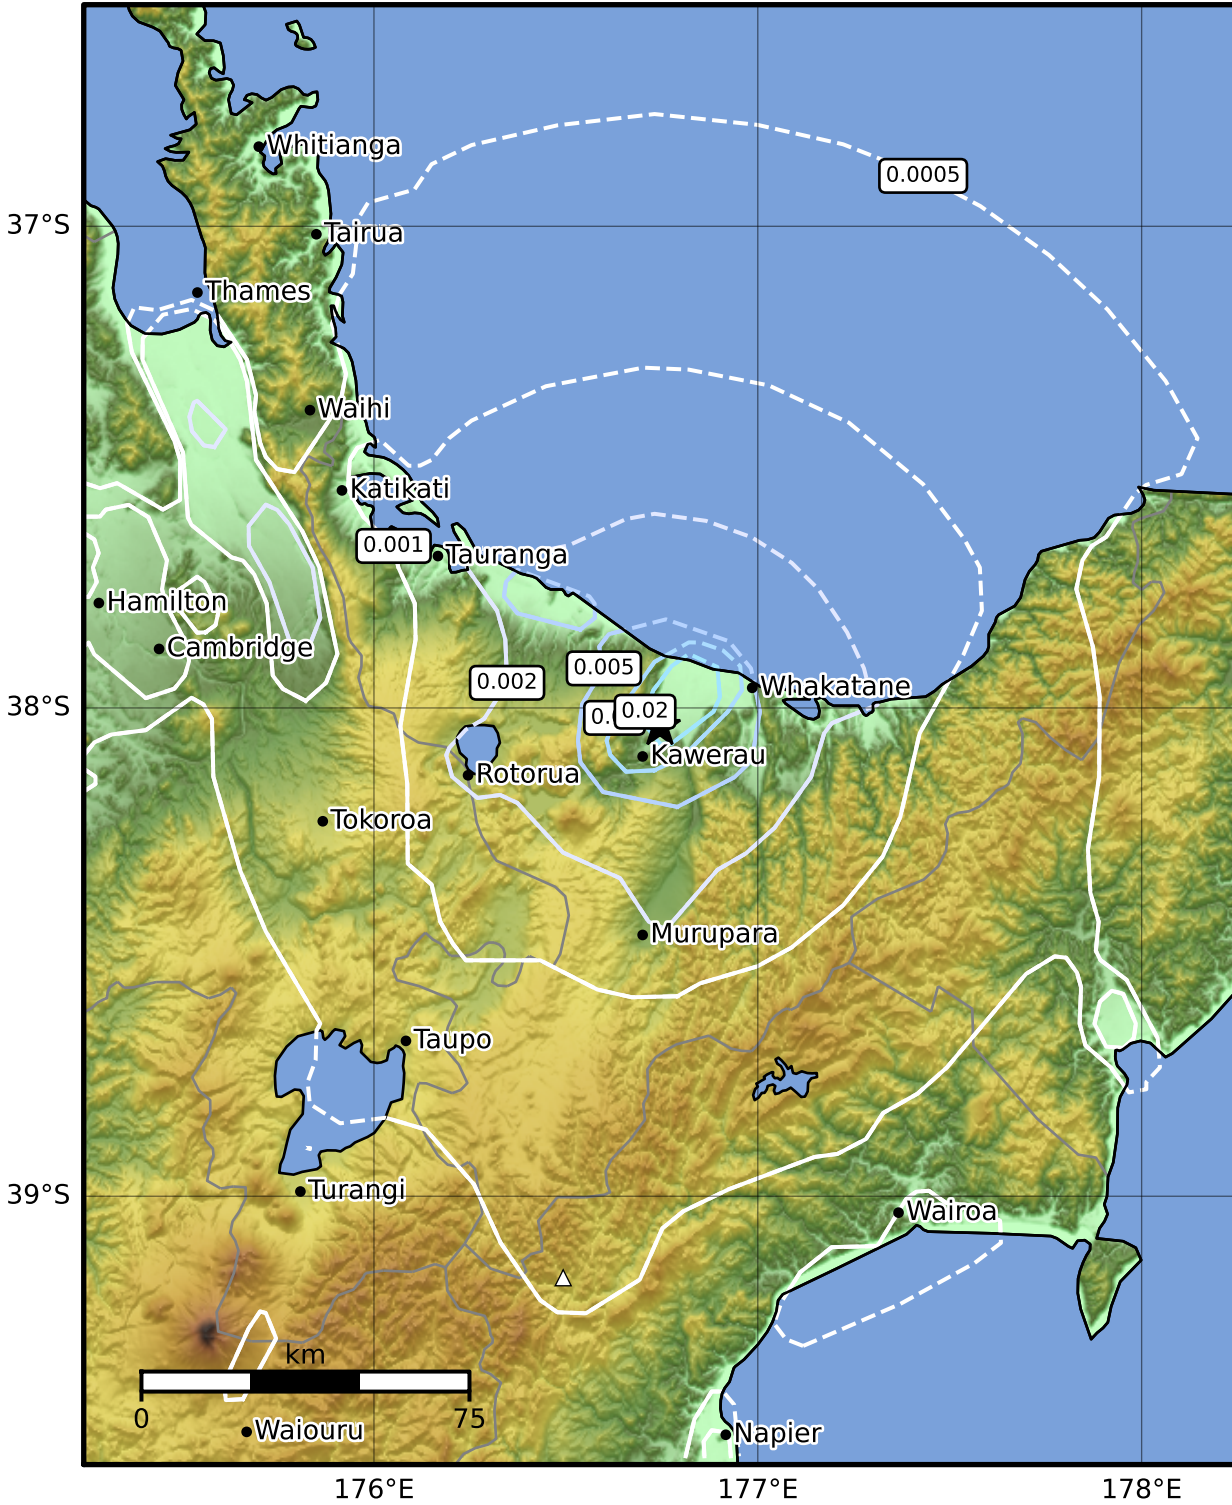 Whitianga
0.0005
37°S
Tairua
Thames
Waihi
Katikati
0.001
Tauranga
Hamilton
Cambridge
0.005
0.002
Whakatane
38°S
0.02
Kawerau
Rotorua
Tokoroa
Murupara
Taupo
39°S
Turangi
Wairoa
km
0
75
Waiouru
Napier
176°E
177°E
178°E